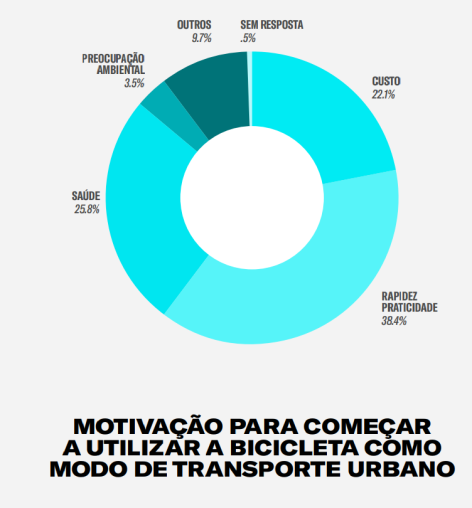 OUTROS
9.7%
SEM RESPOSTA
.5%
PREOCUPAÇÃO
AMBIENTAL
3.5%
CUSTO
22.1%
SAÚDE
25.8%
RAPIDEZ
PRATICIDADE
38.4%
MOTIVAÇÃO PARA COMEÇAR
A UTILIZAR A BICICLETA COMO
MODO DE TRANSPORTE URBANO